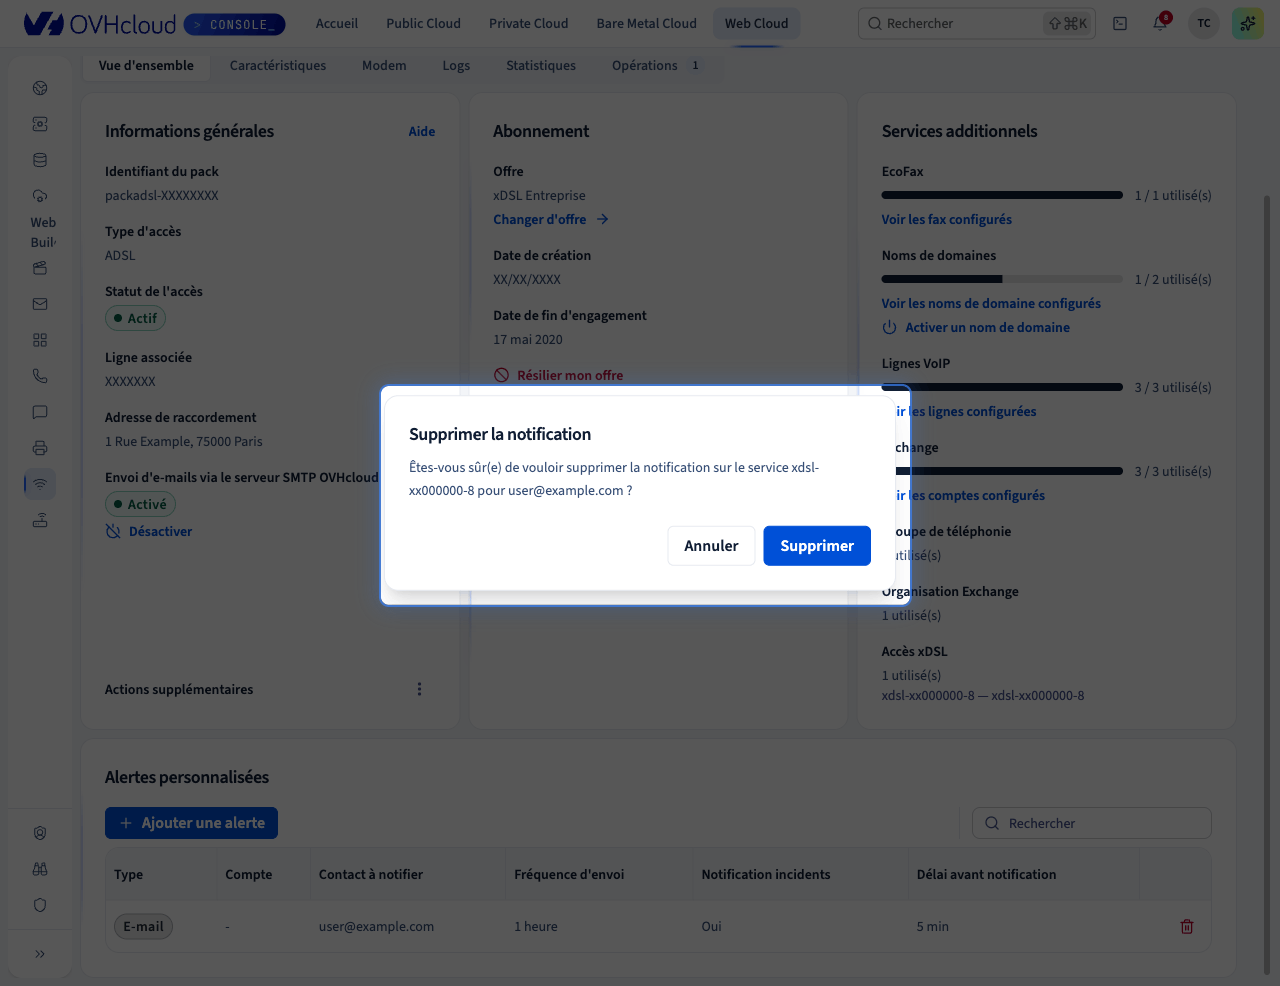 OVHcloud > CONSOLE_ Accueil Public Cloud Private Cloud Bare Metal Cloud Web Cloud Rechercher ⇧⌘K 8 TC
Vue d'ensemble Caractéristiques Modem Logs Statistiques Opérations 1
Web
Buil
Informations générales Aide
Identifiant du pack
packadsl-XXXXXXXX
Type d'accès
ADSL
Statut de l'accès
Actif
Ligne associée
XXXXXXX
Adresse de raccordement
1 Rue Example, 75000 Paris
Envoi d'e-mails via le serveur SMTP OVHcloud
Activé
Désactiver
Actions supplémentaires
Abonnement
Offre
xDSL Entreprise
Changer d'offre
Date de création
XX/XX/XXXX
Date de fin d'engagement
17 mai 2020
Résilier mon offre
Services additionnels
EcoFax
1 / 1 utilisé(s)
Voir les fax configurés
Noms de domaines
1 / 2 utilisé(s)
Voir les noms de domaine configurés
Activer un nom de domaine
Lignes VoIP
3 / 3 utilisé(s)
ir les lignes configurées
change
3 / 3 utilisé(s)
ir les comptes configurés
oupe de téléphonie
utilisé(s)
Organisation Exchange
1 utilisé(s)
Accès xDSL
1 utilisé(s)
xdsl-xx000000-8 — xdsl-xx000000-8
Supprimer la notification
Êtes-vous sûr(e) de vouloir supprimer la notification sur le service xdsl-
xx000000-8 pour user@example.com ?
Annuler Supprimer
Alertes personnalisées
Ajouter une alerte Rechercher
Type Compte Contact à notifier Fréquence d'envoi Notification incidents Délai avant notification
E-mail - user@example.com 1 heure Oui 5 min